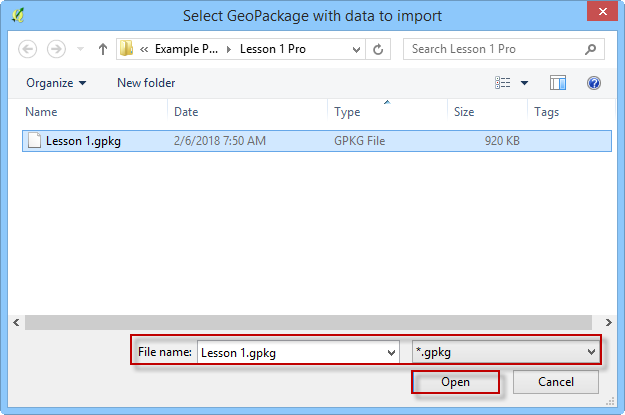 Select GeoPackage with data to import
« Example P... Lesson 1 Pro Search Lesson 1 Pro
Organize New folder
Name Date Type Size Tags
Lesson 1.gpkg 2/6/2018 7:50 AM GPKG File 920 KB
File name: Lesson 1.gpkg *.gpkg
Open Cancel